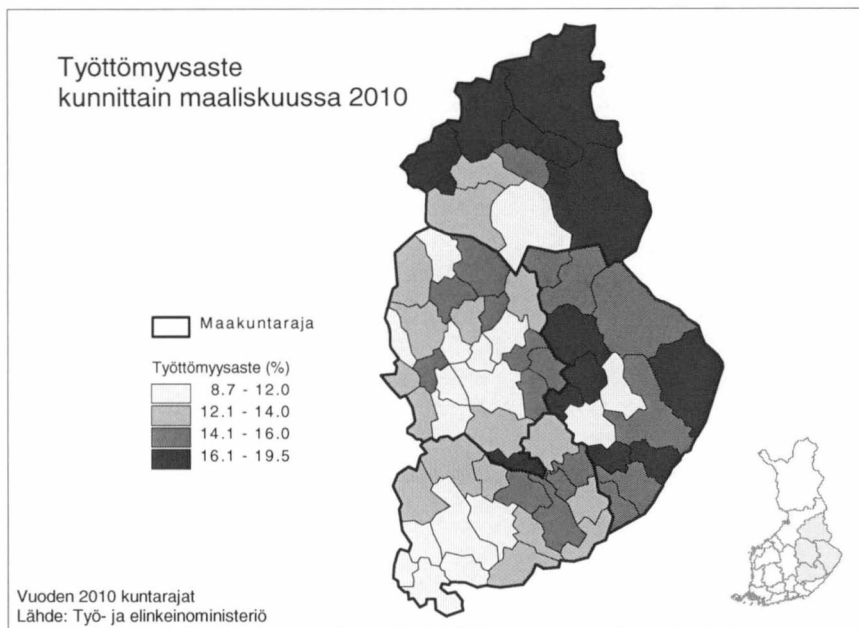 Työttömyysaste
kunnittain maaliskuussa 2010
Maakuntaraja
Työttömyysaste (%)
8.7 - 12.0
12.1 - 14.0
14.1 - 16.0
16.1 - 19.5
Vuoden 2010 kuntarajat
Lähde: Työ- ja elinkeinoministeriö